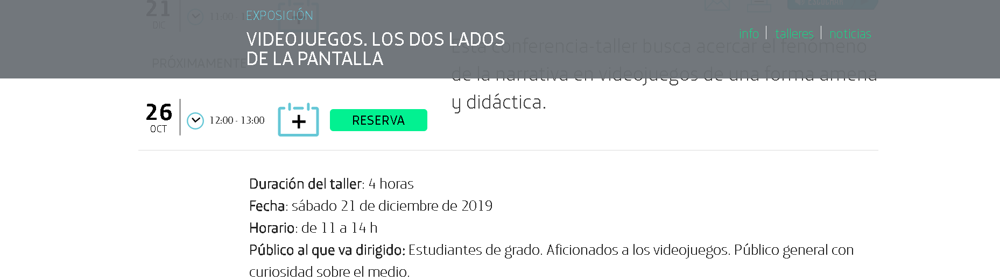 21
DIC
11:00 - 1
ESCUCHAR
EXPOSICIÓN
VIDEOJUEGOS. LOS DOS LADOS
DE LA PANTALLA
info
talleres
noticias
PRÓXIMAMENTE
Esta conferencia-taller busca acercar el fenómeno
de la narrativa en videojuegos de una forma amena
y didáctica.
26
OCT
12:00 - 13:00
RESERVA
Duración del taller: 4 horas
Fecha: sábado 21 de diciembre de 2019
Horario: de 11 a 14 h
Público al que va dirigido: Estudiantes de grado. Aficionados a los videojuegos. Público general con
curiosidad sobre el medio.